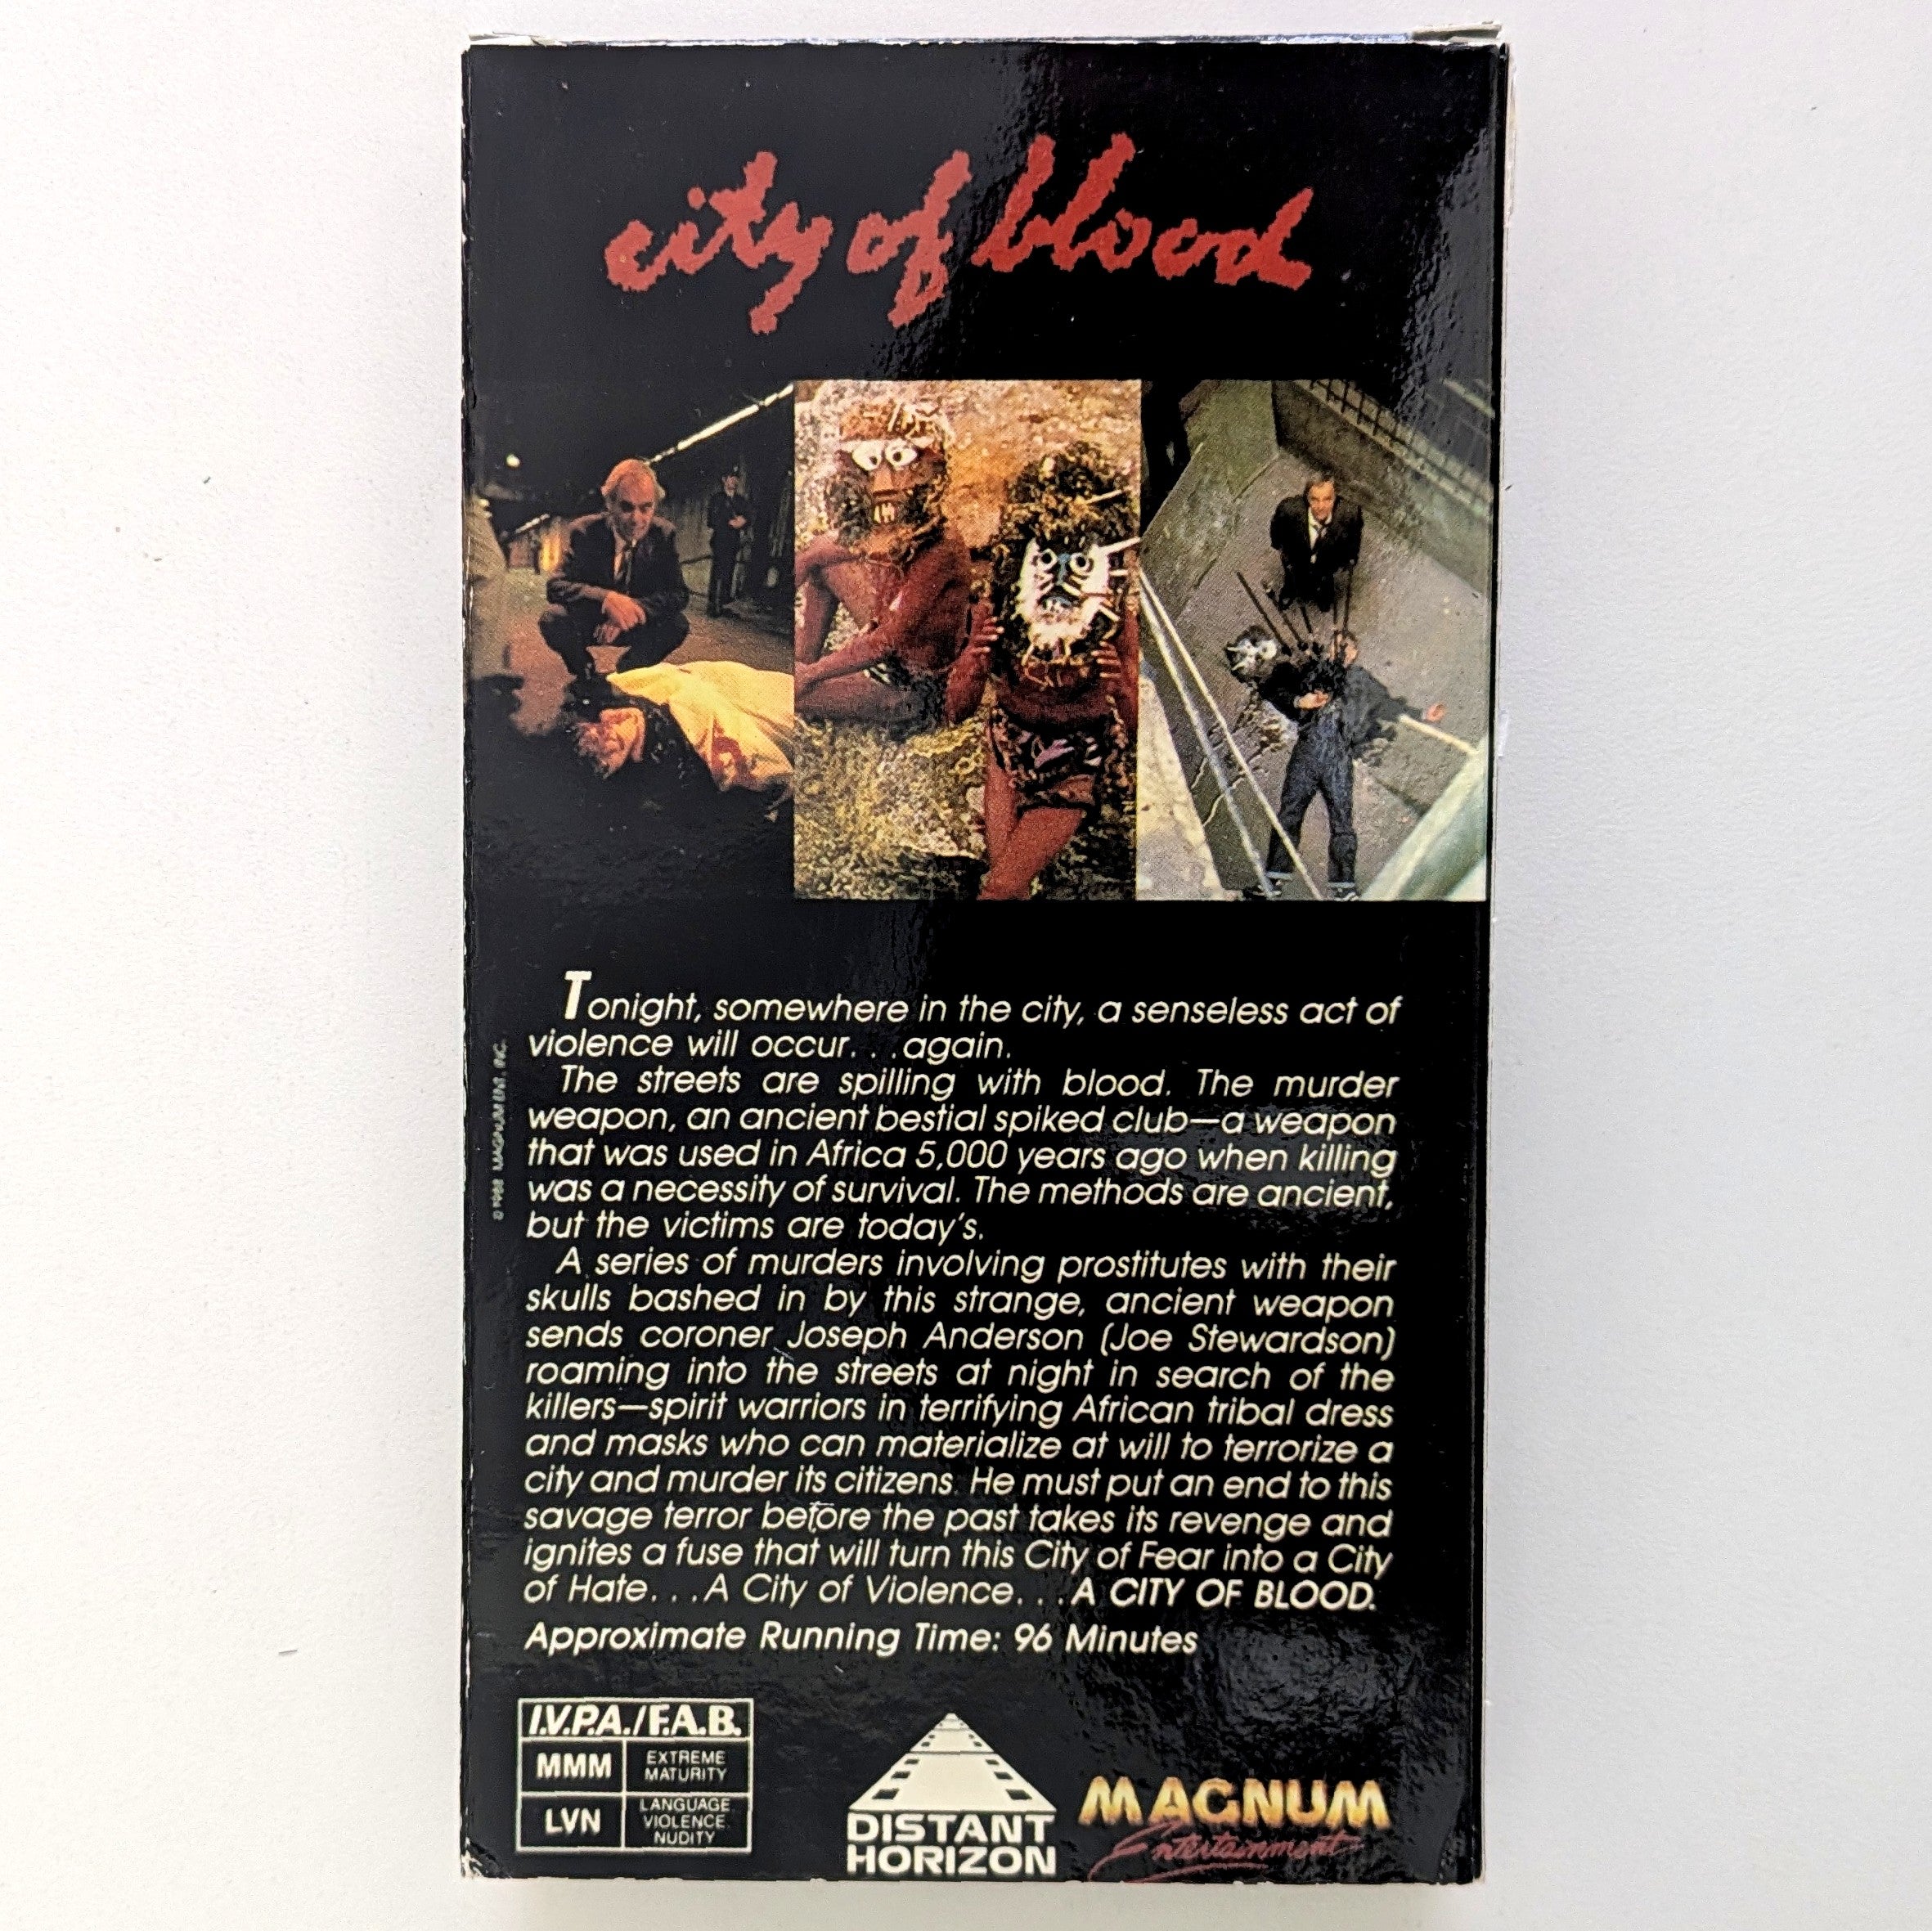 city of blood
Tonight, somewhere in the city, a senseless act of
violence will occur. . .again.
The streets are spilling with blood. The murder
weapon, an ancient bestial spiked club—a weapon
that was used in Africa 5,000 years ago when killing
was a necessity of survival. The methods are ancient,
but the victims are today's.
A series of murders involving prostitutes with their
skulls bashed in by this strange, ancient weapon
sends coroner Joseph Anderson (Joe Stewardson)
roaming into the streets at night in search of the
killers—spirit warriors in terrifying African tribal dress
and masks who can materialize at will to terrorize a
city and murder its citizens. He must put an end to this
savage terror before the past takes its revenge and
ignites a fuse that will turn this City of Fear into a City
of Hate. . .A City of Violence. . .A CITY OF BLOOD.
Approximate Running Time: 96 Minutes
©1988 MAGNUM ENT., INC.
I.V.P.A./F.A.B.
MMM EXTREME
MATURITY
LVN LANGUAGE
VIOLENCE
NUDITY
DISTANT
HORIZON
MAGNUM
Entertainment